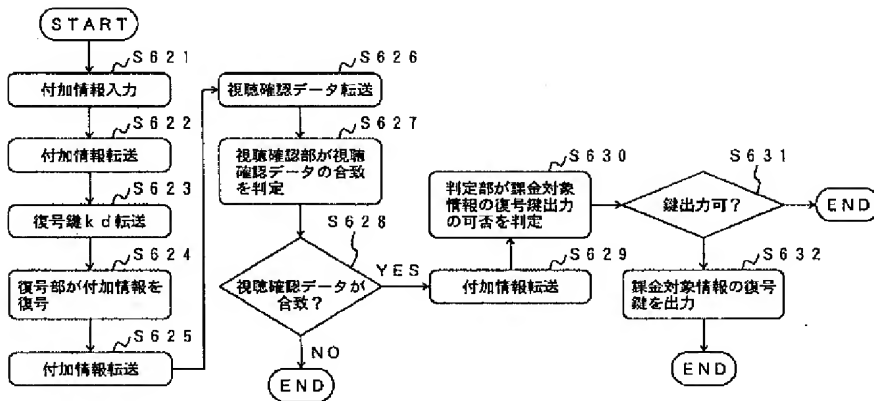 START
S621
付加情報入力
S622
付加情報転送
S623
復号鍵kd転送
S624
復号部が付加情報を
復号
S625
付加情報転送
S626
視聴確認データ転送
S627
視聴確認部が視聴
確認データの合致
を判定
S628
視聴確認データが
合致?
YES
NO
END
S629
付加情報転送
S630
判定部が課金対象
情報の復号鍵出力
の可否を判定
S631
鍵出力可?
END
S632
課金対象情報の復号
鍵を出力
END